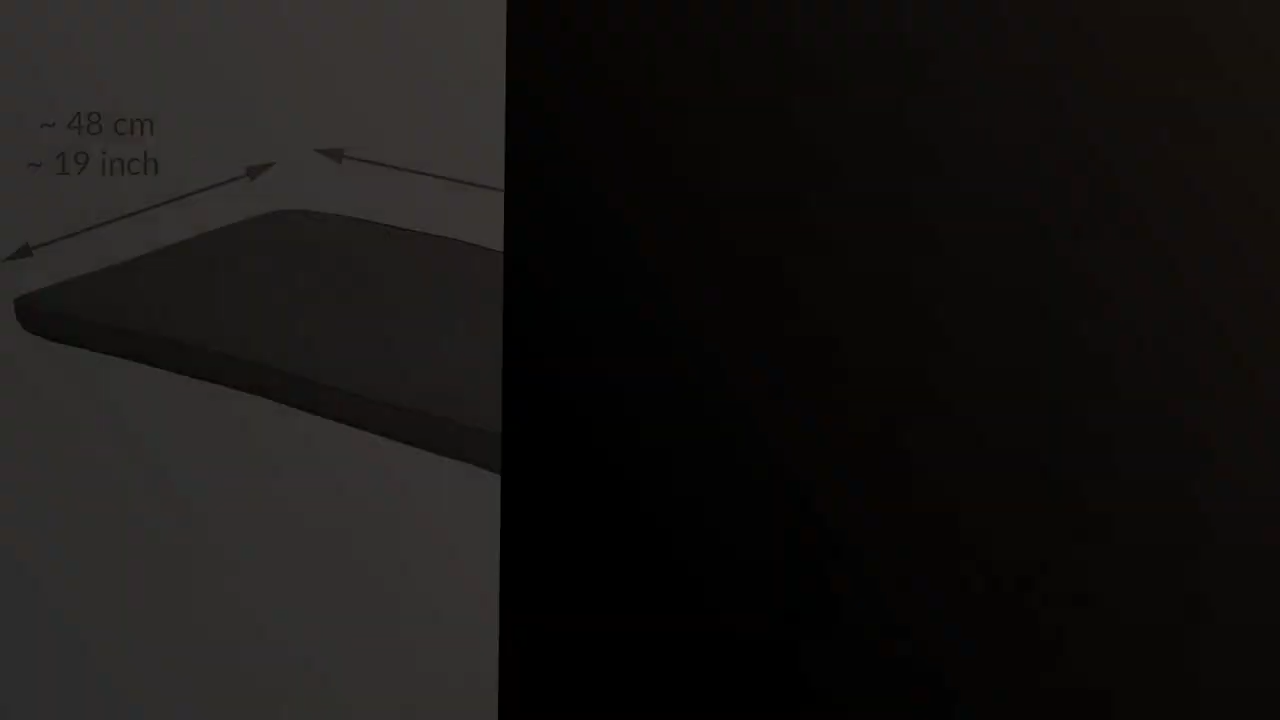 ~ 48 cm
~ 19 inch